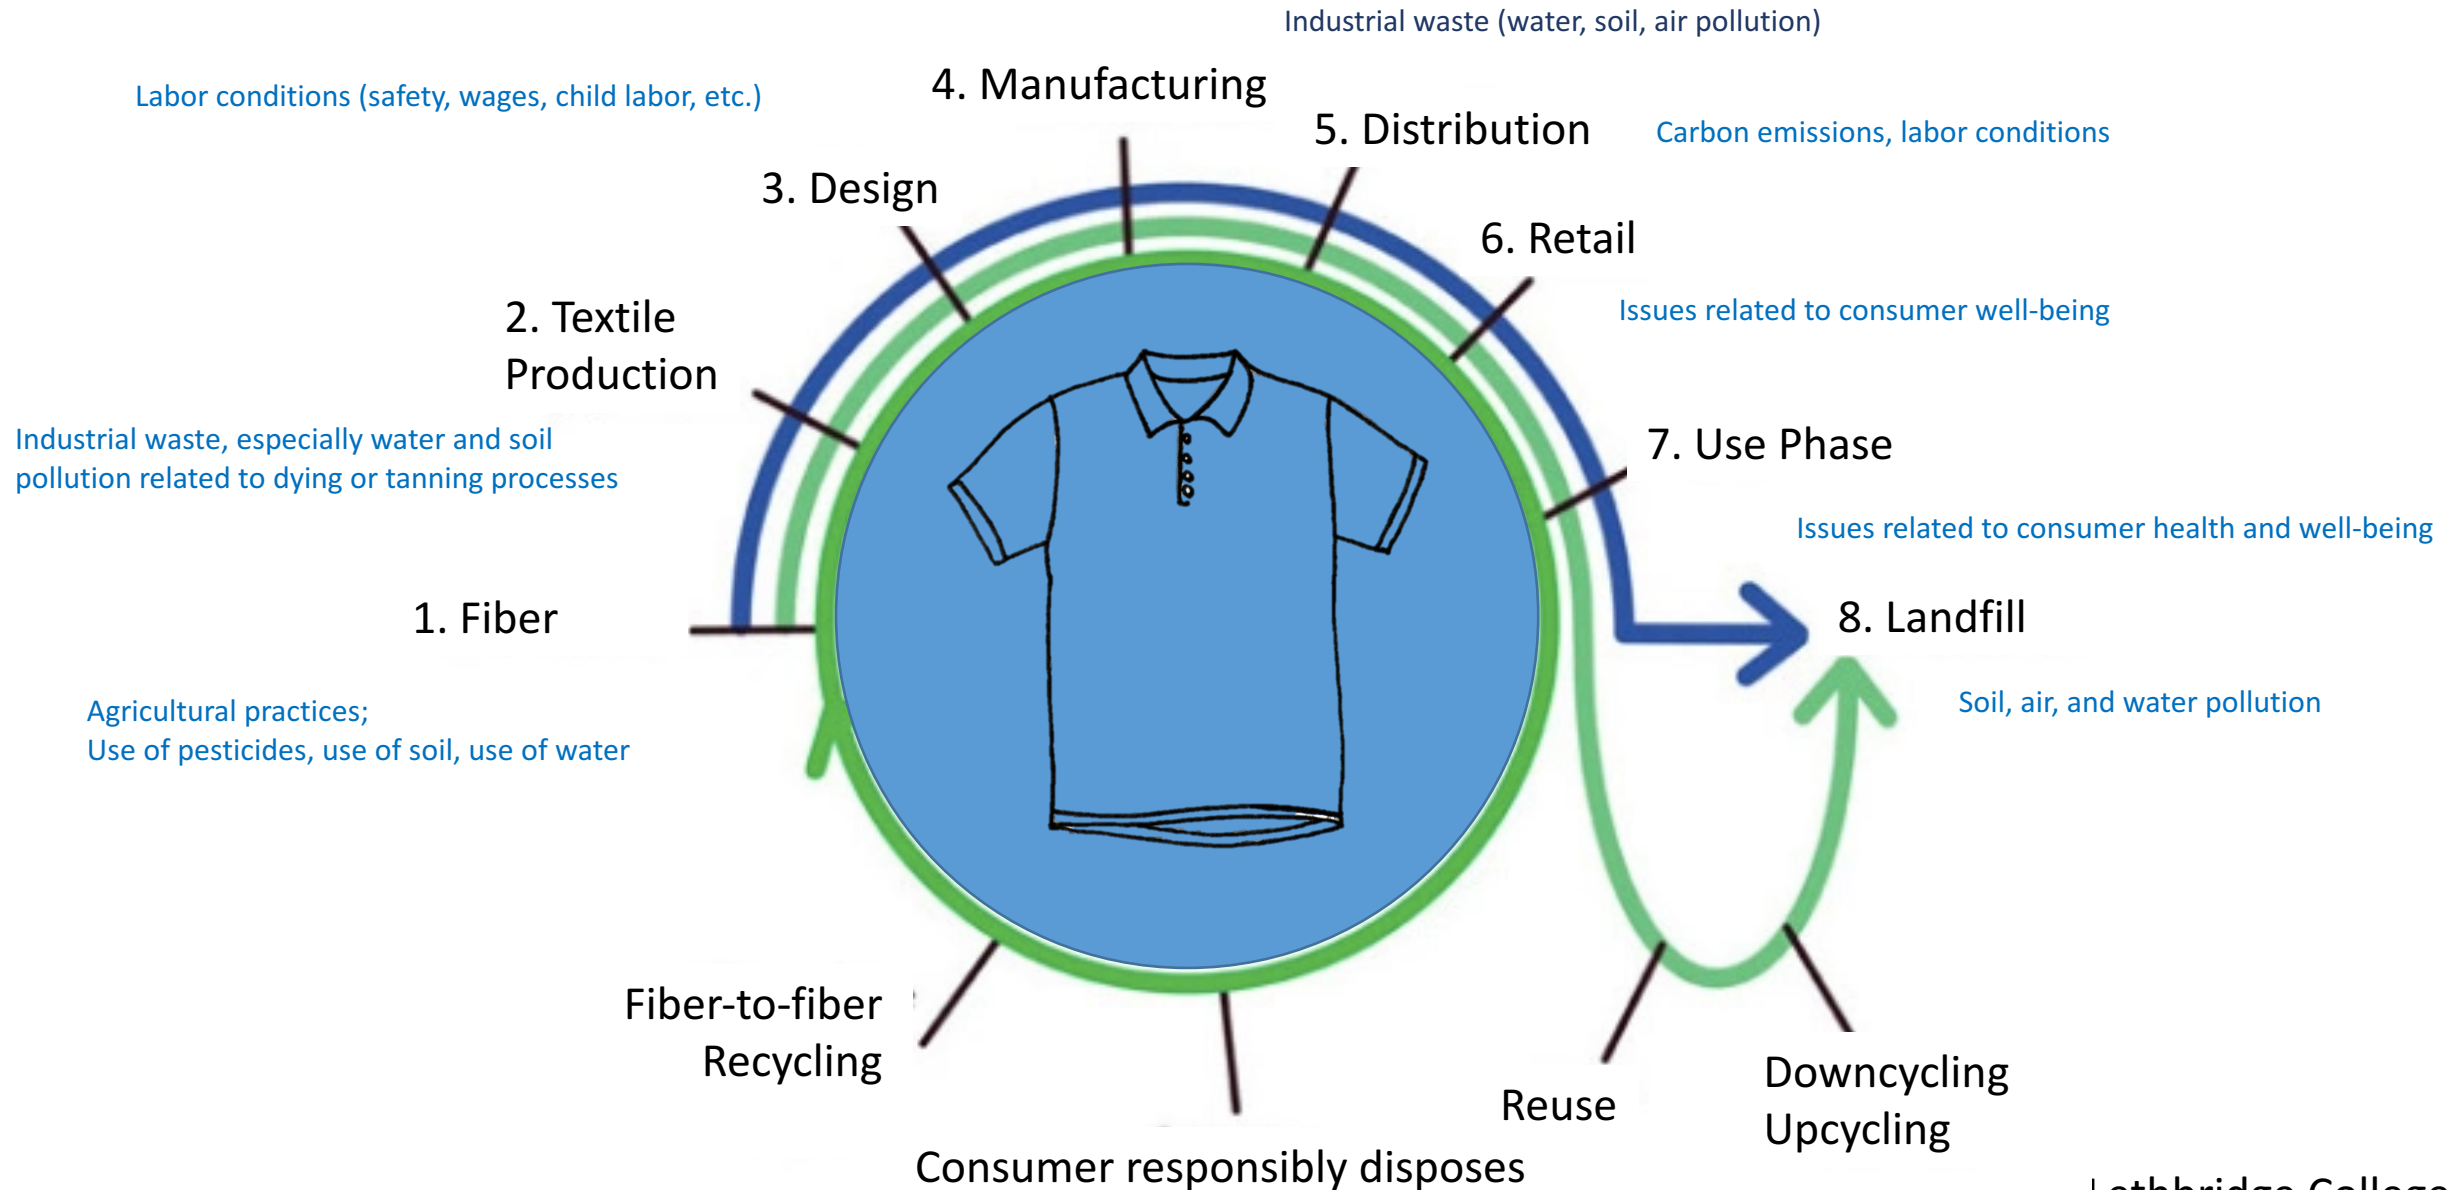 Industrial waste (water, soil, air pollution)
4. Manufacturing
Labor conditions (safety, wages, child labor, etc.)
5. Distribution
Carbon emissions, labor conditions
3. Design
6. Retail
2. Textile
Production
Issues related to consumer well-being
Industrial waste, especially water and soil
pollution related to dying or tanning processes
7. Use Phase
Issues related to consumer health and well-being
1. Fiber
8. Landfill
Agricultural practices;
Use of pesticides, use of soil, use of water
Soil, air, and water pollution
Fiber-to-fiber
Recycling
Reuse
Downcycling
Upcycling
Consumer responsibly disposes
Lethbridge College